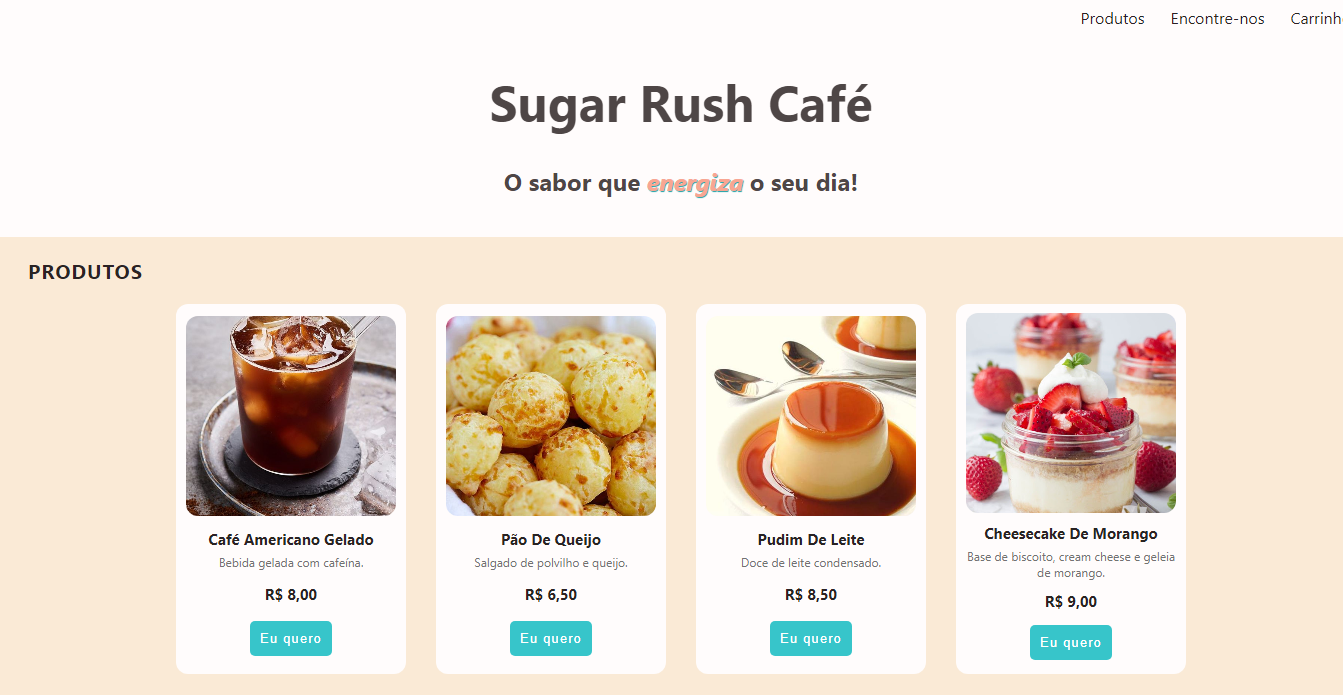 Produtos Encontre-nos
Sugar Rush Café
O sabor que energiza o seu dia!
PRODUTOS
Café Americano Gelado
Bebida gelada com cafeína.
R$ 8,00
Eu quero
Pão De Queijo
Salgado de polvilho e queijo.
R$ 6,50
Eu quero
Pudim De Leite
Doce de leite condensado.
R$ 8,50
Eu quero
Cheesecake De Morango
Base de biscoito, cream cheese e geleia
de morango.
R$ 9,00
Eu quero